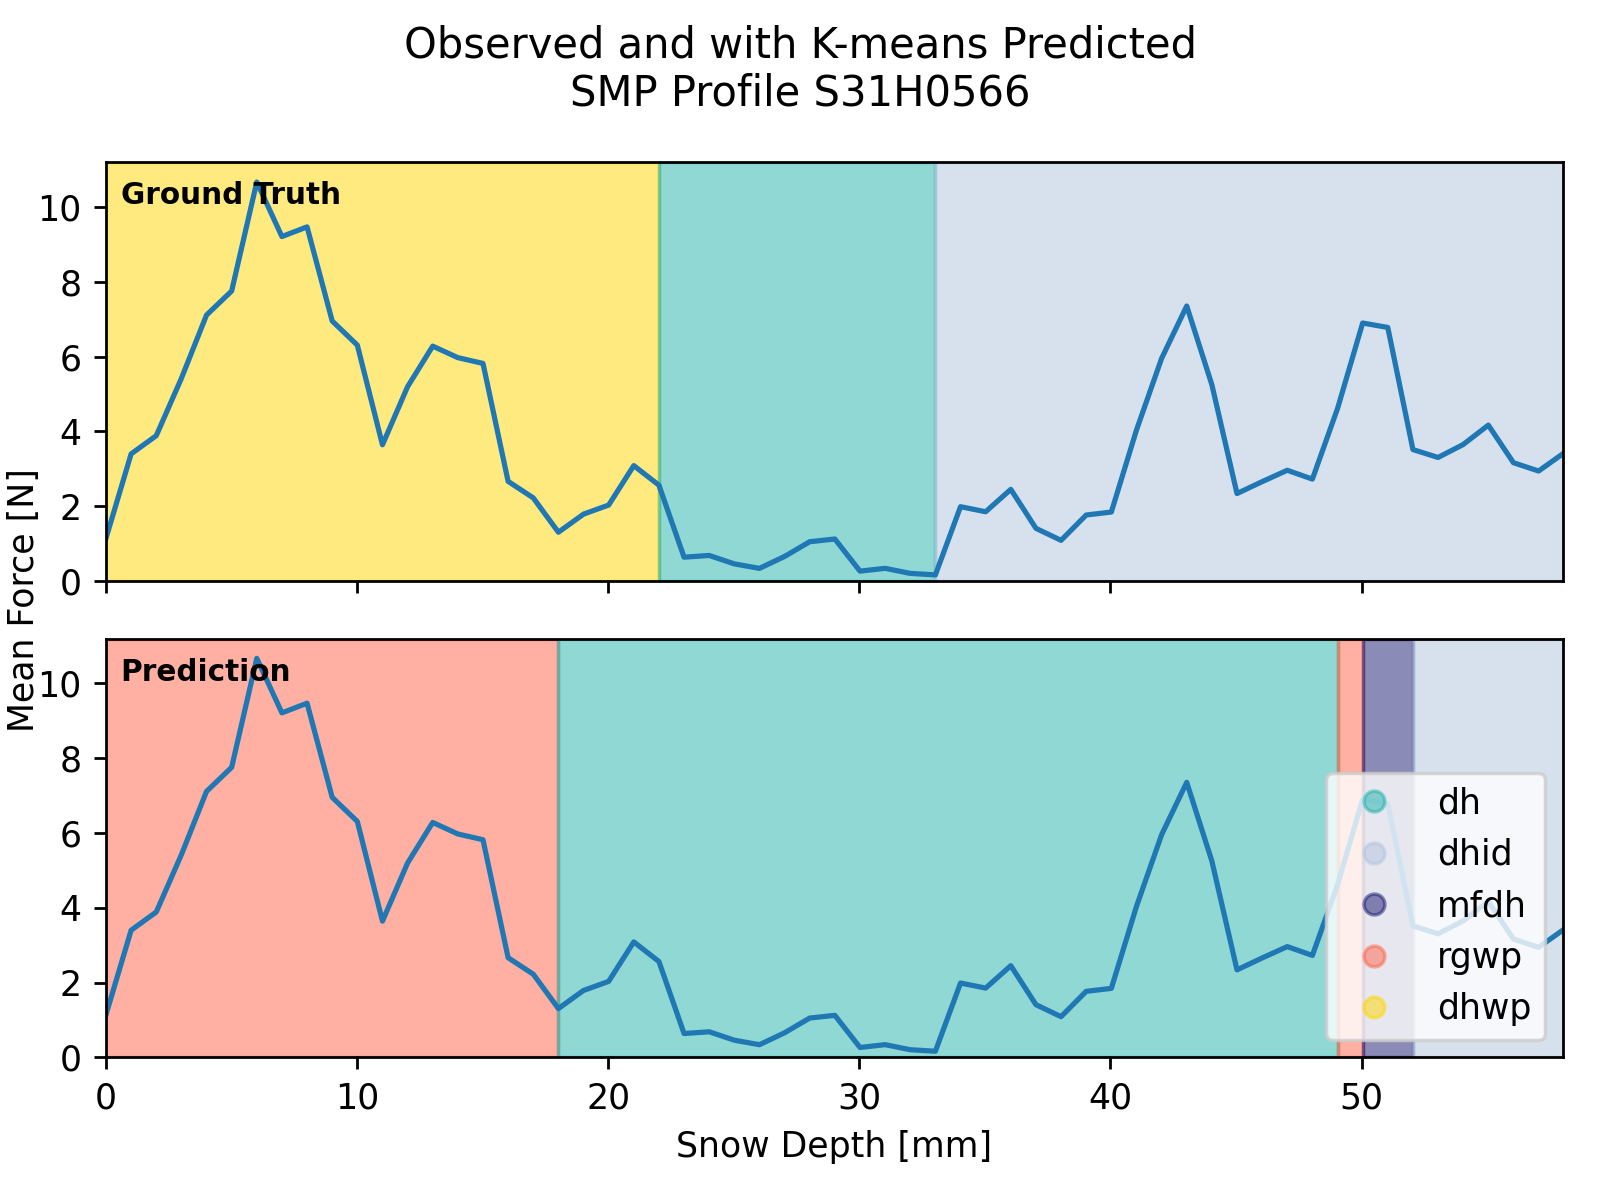 Observed and with K-means Predicted
SMP Profile S31H0566
Mean Force [N]
Ground Truth
10
8
6
4
2
0
Prediction
10
8
6
4
2
0
dh
dhid
mfdh
rgwp
dhwp
0 10 20 30 40 50
Snow Depth [mm]